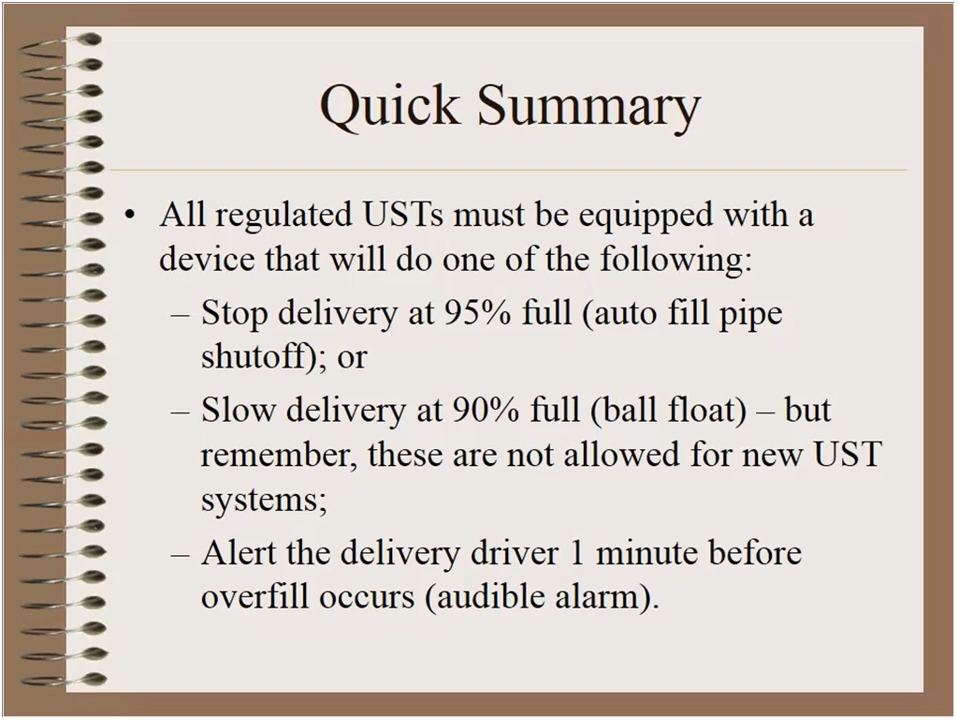 Quick Summary
• All regulated USTs must be equipped with a
device that will do one of the following:
– Stop delivery at 95% full (auto fill pipe
shutoff); or
– Slow delivery at 90% full (ball float) – but
remember, these are not allowed for new UST
systems;
– Alert the delivery driver 1 minute before
overfill occurs (audible alarm).